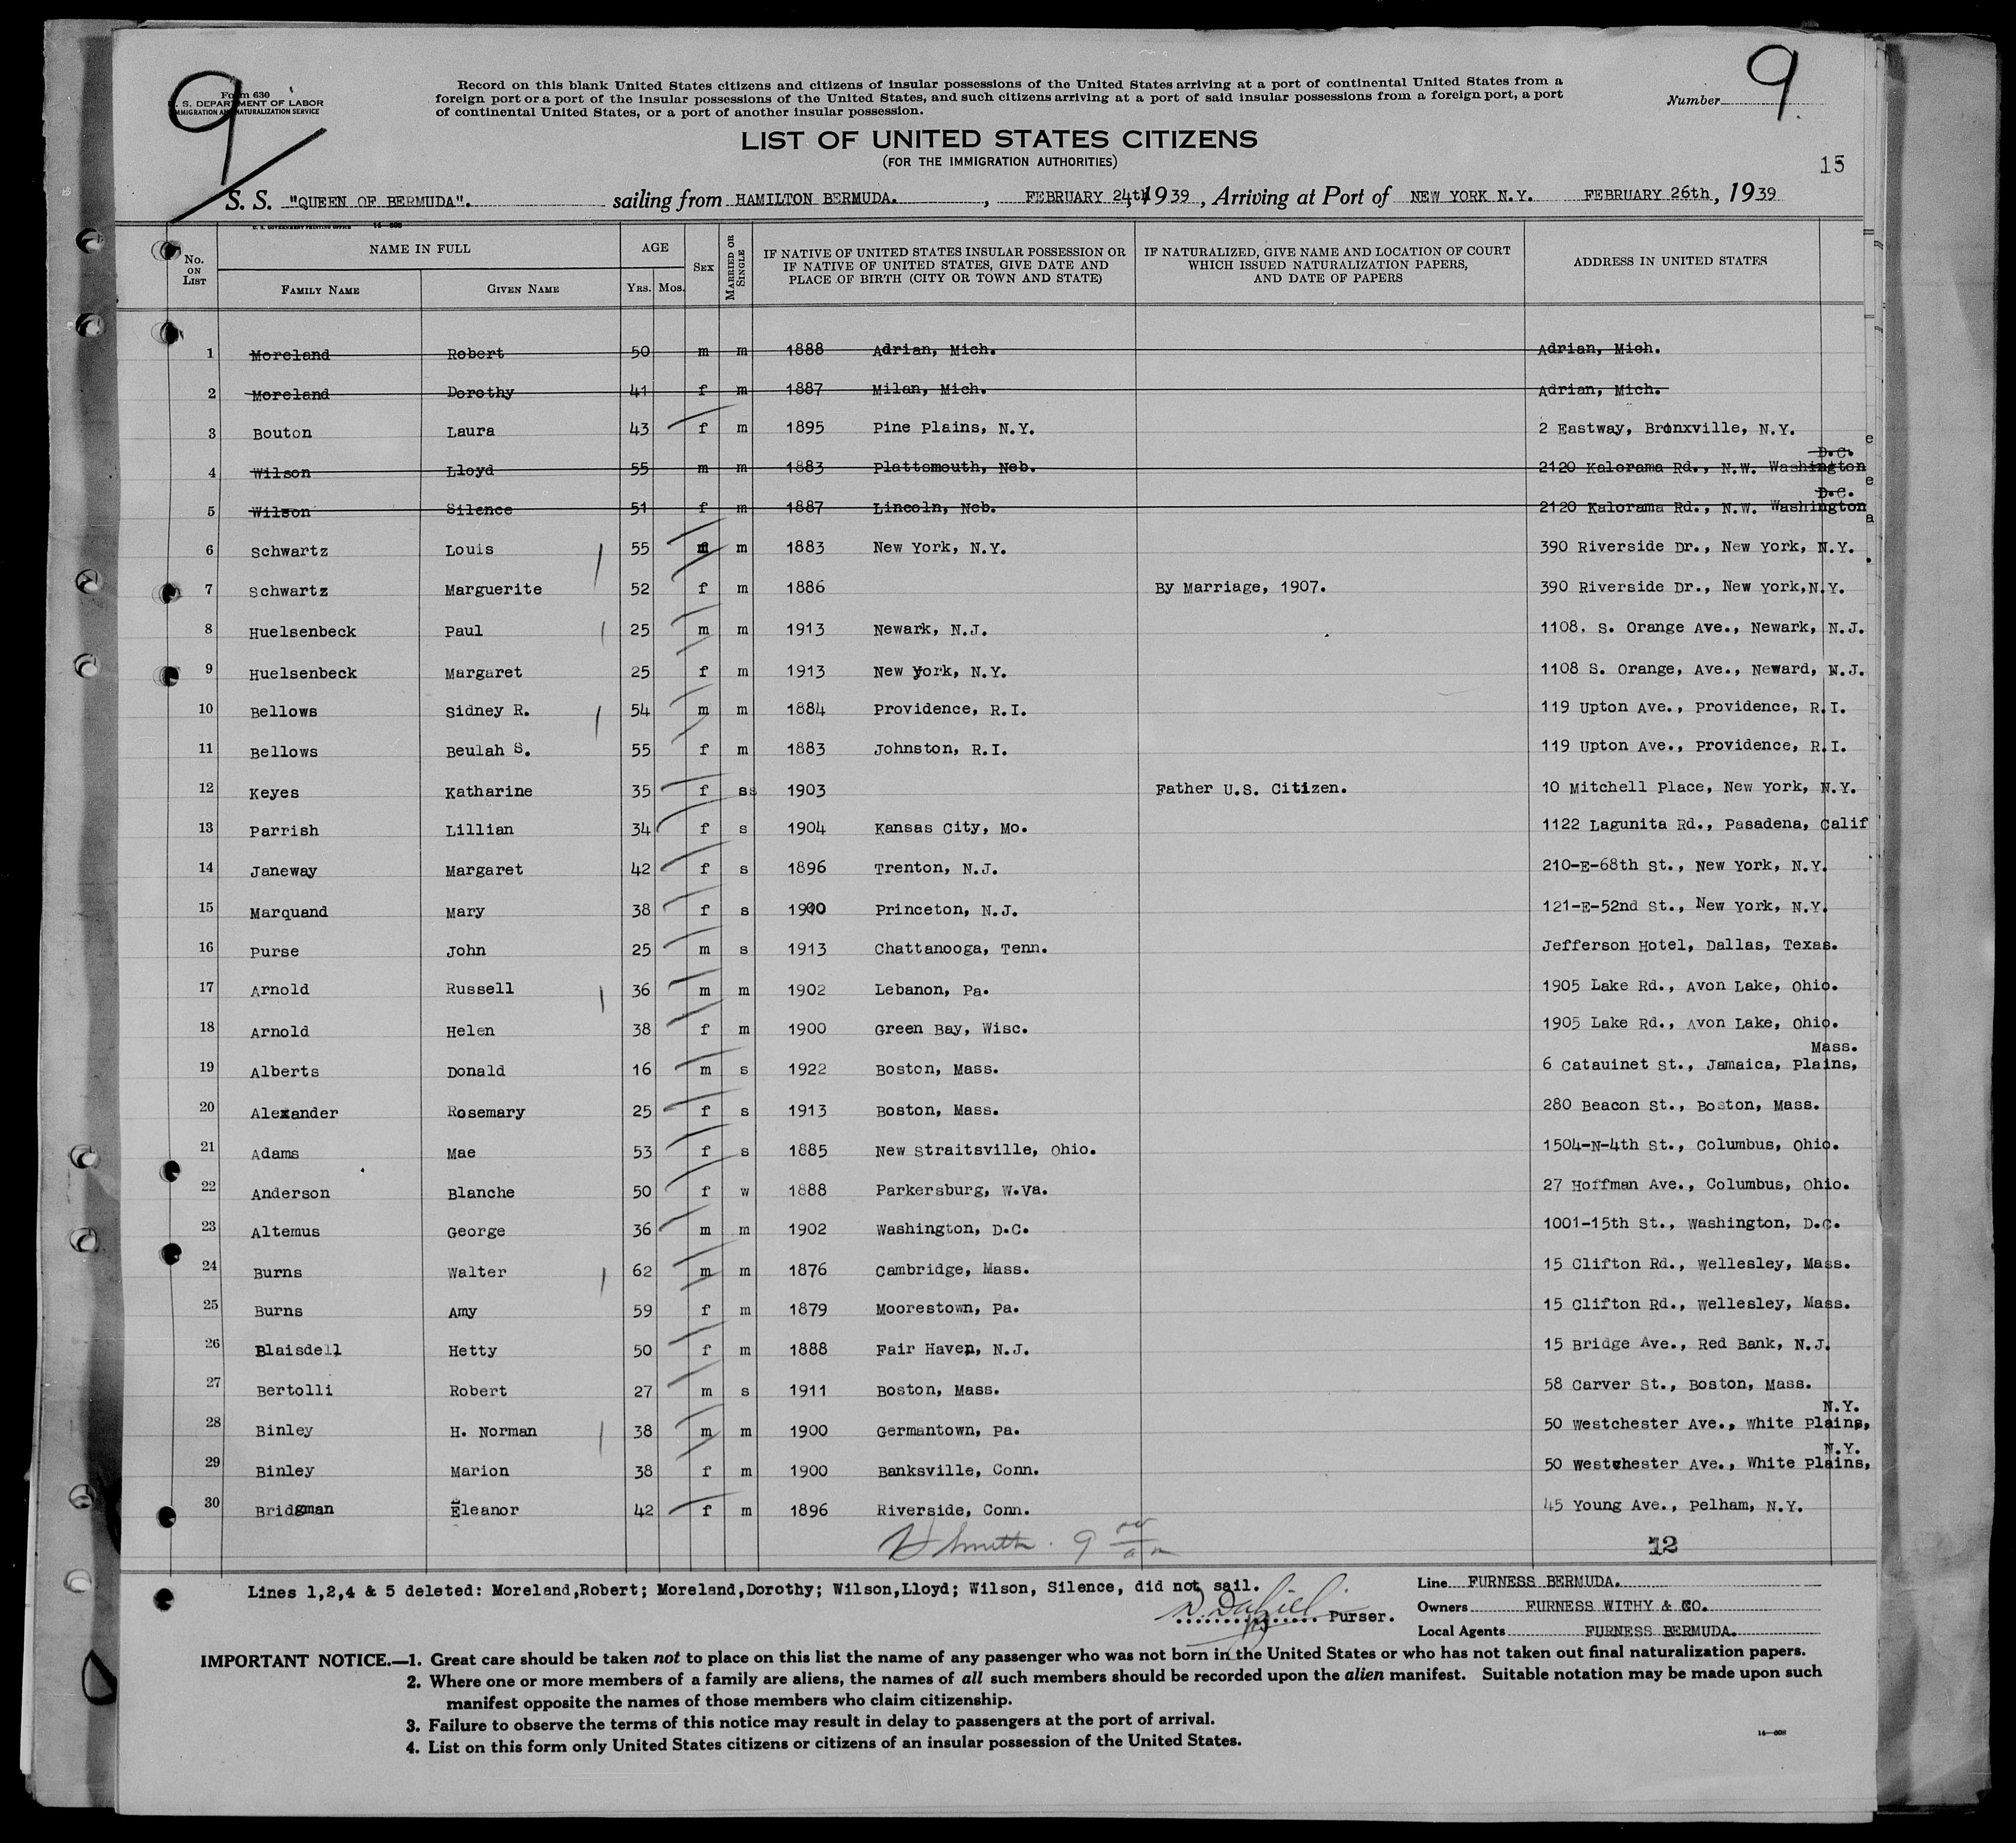 9
9
Form 630
U. S. DEPARTMENT OF LABOR
IMMIGRATION AND NATURALIZATION SERVICE
Record on this blank United States citizens and citizens of insular possessions of the United States arriving at a port of continental United States from a
foreign port or a port of the insular possessions of the United States, and such citizens arriving at a port of said insular possessions from a foreign port, a port
of continental United States, or a port of another insular possession.
Number
LIST OF UNITED STATES CITIZENS
(FOR THE IMMIGRATION AUTHORITIES)
15
S. S. "QUEEN OF BERMUDA". sailing from HAMILTON BERMUDA. , FEBRUARY 24th, 1939, Arriving at Port of NEW YORK N.Y. FEBRUARY 26th, 1939
U. S. GOVERNMENT PRINTING OFFICE 14—608
No. ON LIST NAME IN FULL AGE SEX MARRIED OR SINGLE IF NATIVE OF UNITED STATES INSULAR POSSESSION OR IF NATIVE OF UNITED STATES, GIVE DATE AND PLACE OF BIRTH (CITY OR TOWN AND STATE) IF NATURALIZED, GIVE NAME AND LOCATION OF COURT WHICH ISSUED NATURALIZATION PAPERS, AND DATE OF PAPERS ADDRESS IN UNITED STATES
FAMILY NAME GIVEN NAME YRS. MOS.
1 Moreland Robert 50 m m 1888 Adrian, Mich. Adrian, Mich.
2 Moreland Dorothy 41 f m 1887 Milan, Mich. Adrian, Mich.
3 Bouton Laura 43 f m 1895 Pine Plains, N.Y. 2 Eastway, Bronxville, N.Y.
D.C.
4 Wilson Lloyd 55 m m 1883 Plattsmouth, Neb. 2120 Kalorama Rd., N.W. Washington
D.C.
5 Wilson Silence 51 f m 1887 Lincoln, Neb. 2120 Kalorama Rd., N.W. Washington
6 Schwartz Louis 55 m m 1883 New York, N.Y. 390 Riverside Dr., New York, N.Y.
7 Schwartz Marguerite 52 f m 1886 By Marriage, 1907. 390 Riverside Dr., New York, N.Y.
8 Huelsenbeck Paul 25 m m 1913 Newark, N.J. 1108. S. Orange Ave., Newark, N.J.
9 Huelsenbeck Margaret 25 f m 1913 New York, N.Y. 1108 S. Orange, Ave., Neward, N.J.
10 Bellows Sidney R. 54 m m 1884 Providence, R.I. 119 Upton Ave., Providence, R.I.
11 Bellows Beulah S. 55 f m 1883 Johnston, R.I. 119 Upton Ave., Providence, R.I.
12 Keyes Katharine 35 f ss 1903 Father U.S. Citizen. 10 Mitchell Place, New York, N.Y.
13 Parrish Lillian 34 f s 1904 Kansas City, Mo. 1122 Lagunita Rd., Pasadena, Calif
14 Janeway Margaret 42 f s 1896 Trenton, N.J. 210-E-68th St., New York, N.Y.
15 Marquand Mary 38 f s 1900 Princeton, N.J. 121-E-52nd St., New York, N.Y.
16 Purse John 25 m s 1913 Chattanooga, Tenn. Jefferson Hotel, Dallas, Texas.
17 Arnold Russell 36 m m 1902 Lebanon, Pa. 1905 Lake Rd., Avon Lake, Ohio.
18 Arnold Helen 38 f m 1900 Green Bay, Wisc. 1905 Lake Rd., Avon Lake, Ohio.
Mass.
19 Alberts Donald 16 m s 1922 Boston, Mass. 6 Catauinet St., Jamaica, Plains,
20 Alexander Rosemary 25 f s 1913 Boston, Mass. 280 Beacon St., Boston, Mass.
21 Adams Mae 53 f s 1885 New Straitsville, Ohio. 1504-N-4th St., Columbus, Ohio.
22 Anderson Blanche 50 f w 1888 Parkersburg, W.Va. 27 Hoffman Ave., Columbus, Ohio.
23 Altemus George 36 m m 1902 Washington, D.C. 1001-15th St., Washington, D.C.
24 Burns Walter 62 m m 1876 Cambridge, Mass. 15 Clifton Rd., Wellesley, Mass.
25 Burns Amy 59 f m 1879 Moorestown, Pa. 15 Clifton Rd., Wellesley, Mass.
26 Blaisdell Hetty 50 f m 1888 Fair Haven, N.J. 15 Bridge Ave., Red Bank, N.J.
27 Bertolli Robert 27 m s 1911 Boston, Mass. 58 Carver St., Boston, Mass.
N.Y.
28 Binley H. Norman 38 m m 1900 Germantown, Pa. 50 Westchester Ave., White Plains,
N.Y.
29 Binley Marion 38 f m 1900 Banksville, Conn. 50 Westchester Ave., White Plains,
30 Bridgman Eleanor 42 f m 1896 Riverside, Conn. 45 Young Ave., Pelham, N.Y.
Smith. 9
12
Lines 1,2,4 & 5 deleted: Moreland,Robert; Moreland,Dorothy; Wilson,Lloyd; Wilson, Silence, did not sail.
Purser.
Line FURNESS BERMUDA.
Owners FURNESS WITHY & CO.
Local Agents FURNESS BERMUDA.
IMPORTANT NOTICE.—1. Great care should be taken not to place on this list the name of any passenger who was not born in the United States or who has not taken out final naturalization papers.
2. Where one or more members of a family are aliens, the names of all such members should be recorded upon the alien manifest. Suitable notation may be made upon such
manifest opposite the names of those members who claim citizenship.
3. Failure to observe the terms of this notice may result in delay to passengers at the port of arrival.
4. List on this form only United States citizens or citizens of an insular possession of the United States.
14—608